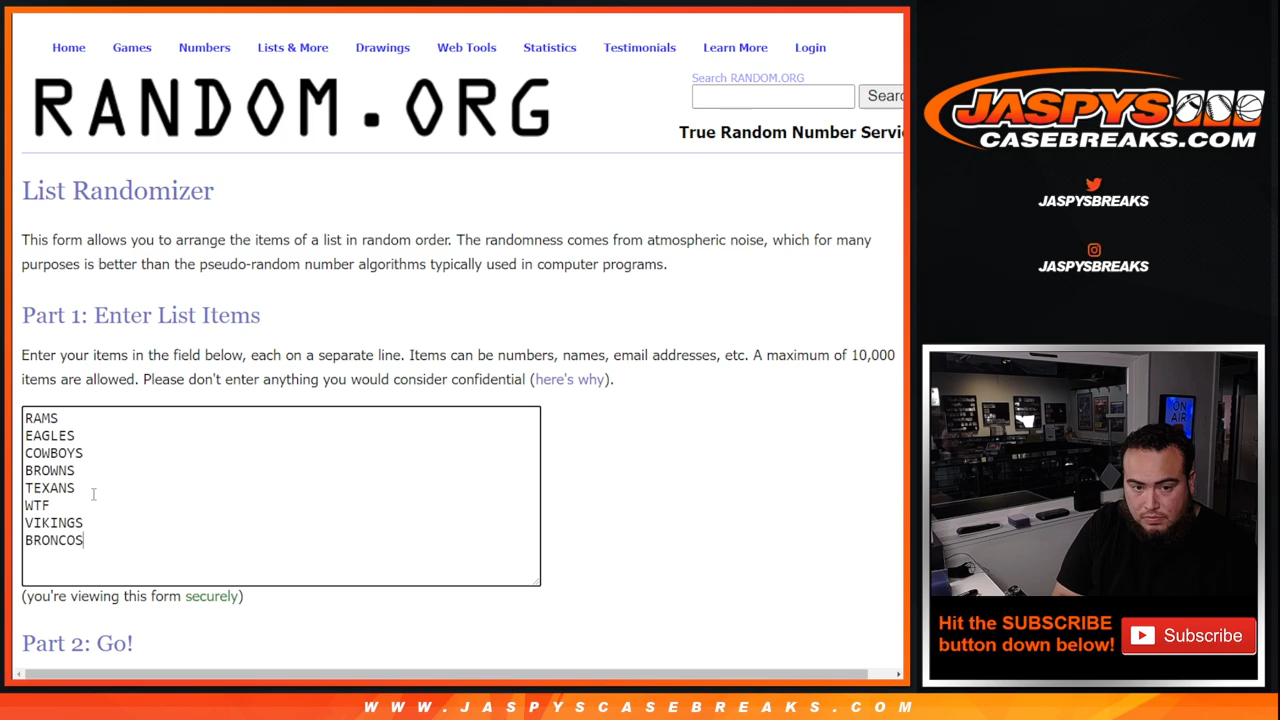 Home Games Numbers Lists & More Drawings Web Tools Statistics Testimonials Learn More Login
RANDOM.ORG
Search RANDOM.ORG
Searc
True Random Number Servi
List Randomizer
This form allows you to arrange the items of a list in random order. The randomness comes from atmospheric noise, which for many
purposes is better than the pseudo-random number algorithms typically used in computer programs.
Part 1: Enter List Items
Enter your items in the field below, each on a separate line. Items can be numbers, names, email addresses, etc. A maximum of 10,000
items are allowed. Please don't enter anything you would consider confidential (here's why).
RAMS
EAGLES
COWBOYS
BROWNS
TEXANS
WTF
VIKINGS
BRONCOS
(you're viewing this form securely)
Part 2: Go!
JASPYS
CASEBREAKS.COM
JASPYSBREAKS
JASPYSBREAKS
ON
AIR
Hit the SUBSCRIBE
button down below!
Subscribe
WWW.JASPYSCASEBREAKS.COM